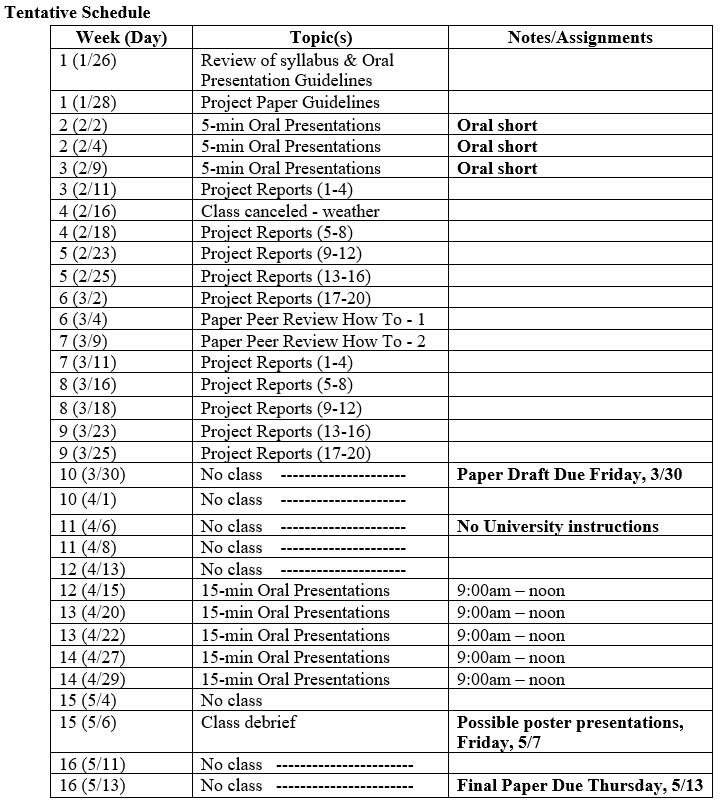 Tentative Schedule
Week (Day) Topic(s) Notes/Assignments
1 (1/26) Review of syllabus & Oral
Presentation Guidelines
1 (1/28) Project Paper Guidelines
2 (2/2) 5-min Oral Presentations Oral short
2 (2/4) 5-min Oral Presentations Oral short
3 (2/9) 5-min Oral Presentations Oral short
3 (2/11) Project Reports (1-4)
4 (2/16) Class canceled - weather
4 (2/18) Project Reports (5-8)
5 (2/23) Project Reports (9-12)
5 (2/25) Project Reports (13-16)
6 (3/2) Project Reports (17-20)
6 (3/4) Paper Peer Review How To - 1
7 (3/9) Paper Peer Review How To - 2
7 (3/11) Project Reports (1-4)
8 (3/16) Project Reports (5-8)
8 (3/18) Project Reports (9-12)
9 (3/23) Project Reports (13-16)
9 (3/25) Project Reports (17-20)
10 (3/30) No class --------------------- Paper Draft Due Friday, 3/30
10 (4/1) No class ---------------------
11 (4/6) No class --------------------- No University instructions
11 (4/8) No class ---------------------
12 (4/13) No class ---------------------
12 (4/15) 15-min Oral Presentations 9:00am – noon
13 (4/20) 15-min Oral Presentations 9:00am – noon
13 (4/22) 15-min Oral Presentations 9:00am – noon
14 (4/27) 15-min Oral Presentations 9:00am – noon
14 (4/29) 15-min Oral Presentations 9:00am – noon
15 (5/4) No class
15 (5/6) Class debrief Possible poster presentations,
Friday, 5/7
16 (5/11) No class -----------------------
16 (5/13) No class ----------------------- Final Paper Due Thursday, 5/13